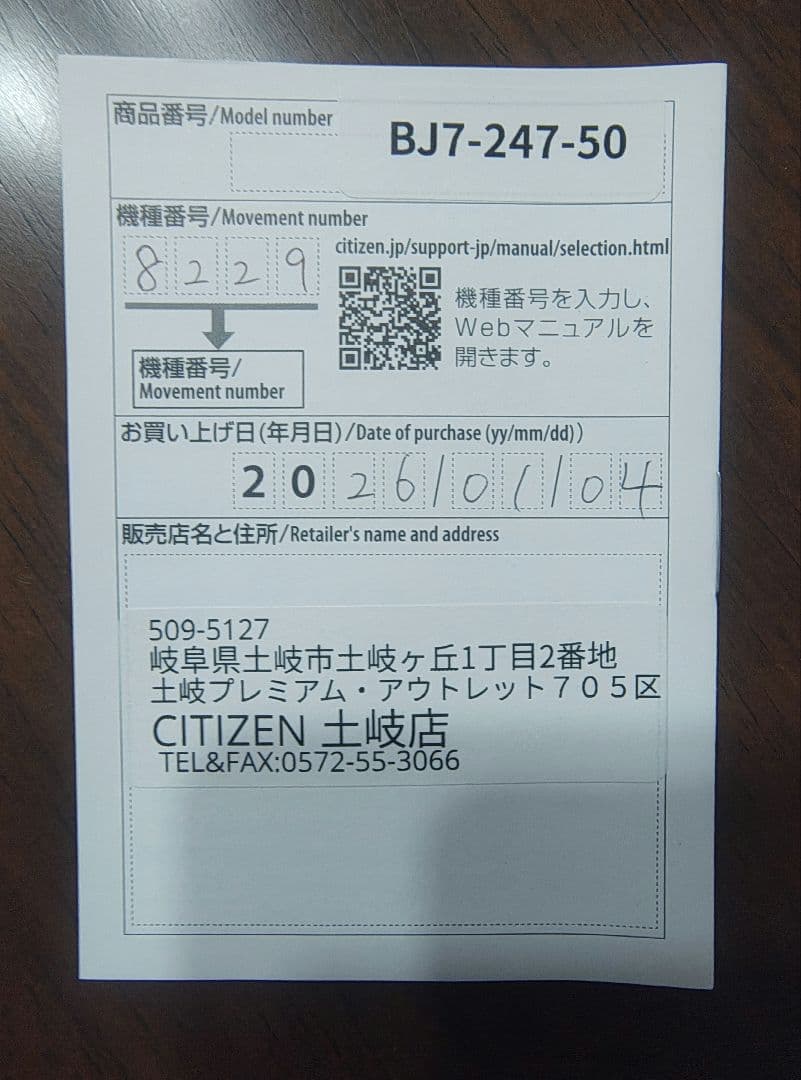 商品番号/Model number
BJ7-247-50
機種番号/Movement number
8229
citizen.jp/support-jp/manual/selection.html
機種番号を入力し、
Webマニュアルを
開きます。
機種番号/
Movement number
お買い上げ日(年月日)/Date of purchase (yy/mm/dd))
2026/01/04
販売店名と住所/Retailer's name and address
509-5127
岐阜県土岐市土岐ヶ丘1丁目2番地
土岐プレミアム・アウトレット７０５区
CITIZEN 土岐店
TEL&FAX:0572-55-3066